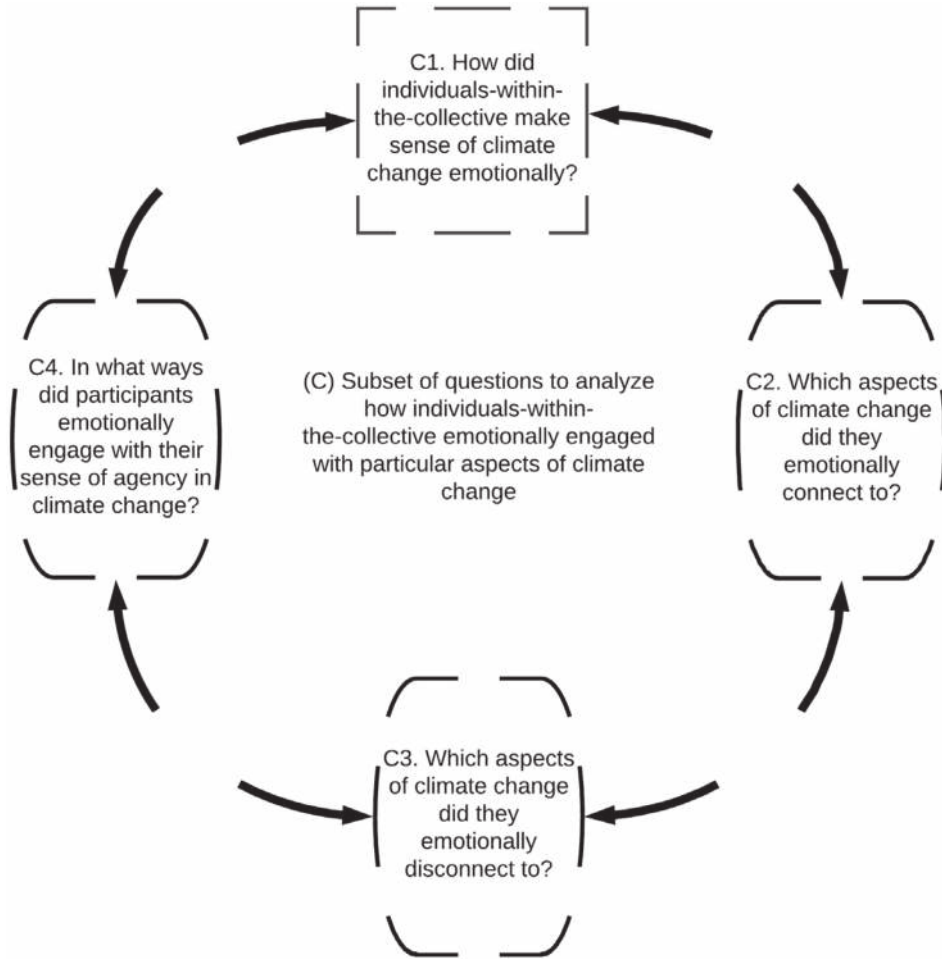 C1. How did
individuals-within-
the-collective make
sense of climate
change emotionally?
C4. In what ways
did participants
emotionally
engage with their
sense of agency in
climate change?
(C) Subset of questions to analyze
how individuals-within-
the-collective emotionally engaged
with particular aspects of climate
change
C2. Which aspects
of climate change
did they
emotionally
connect to?
C3. Which aspects
of climate change
did they
emotionally
disconnect to?